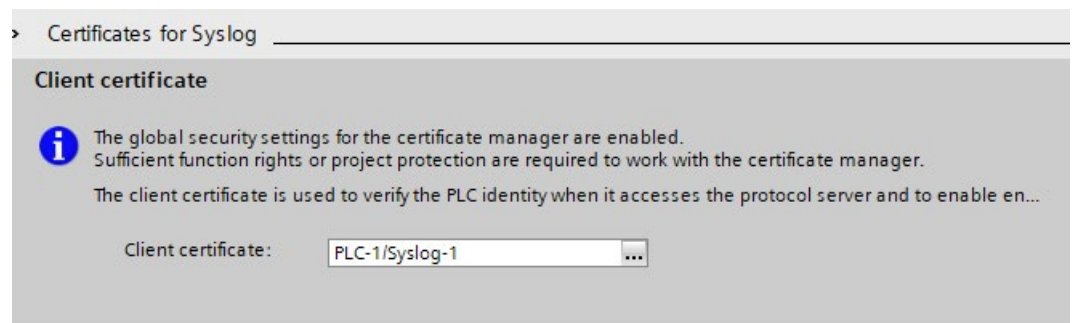 Certificates for Syslog
Client certificate
The global security settings for the certificate manager are enabled.
Sufficient function rights or project protection are required to work with the certificate manager.
The client certificate is used to verify the PLC identity when it accesses the protocol server and to enable en...
Client certificate: PLC-1/Syslog-1 ...